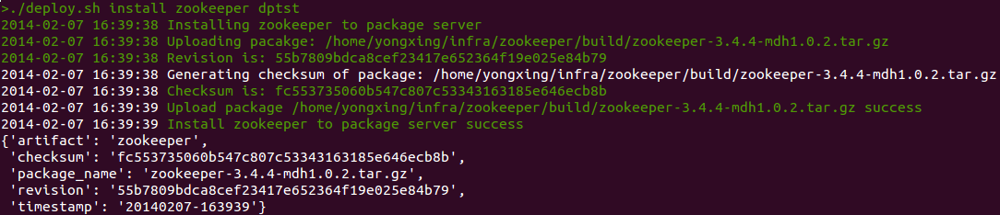 >./deploy.sh install zookeeper dptst
2014-02-07 16:39:38 Installing zookeeper to package server
2014-02-07 16:39:38 Uploading pacakge: /home/yongxing/infra/zookeeper/build/zookeeper-3.4.4-mdh1.0.2.tar.gz
2014-02-07 16:39:38 Revision is: 55b7809bdca8cef23417e652364f19e025e84b79
2014-02-07 16:39:38 Generating checksum of package: /home/yongxing/infra/zookeeper/build/zookeeper-3.4.4-mdh1.0.2.tar.gz
2014-02-07 16:39:38 Checksum is: fc553735060b547c807c53343163185e646ecb8b
2014-02-07 16:39:39 Upload package /home/yongxing/infra/zookeeper/build/zookeeper-3.4.4-mdh1.0.2.tar.gz success
2014-02-07 16:39:39 Install zookeeper to package server success
{'artifact': 'zookeeper',
 'checksum': 'fc553735060b547c807c53343163185e646ecb8b',
 'package_name': 'zookeeper-3.4.4-mdh1.0.2.tar.gz',
 'revision': '55b7809bdca8cef23417e652364f19e025e84b79',
 'timestamp': '20140207-163939'}